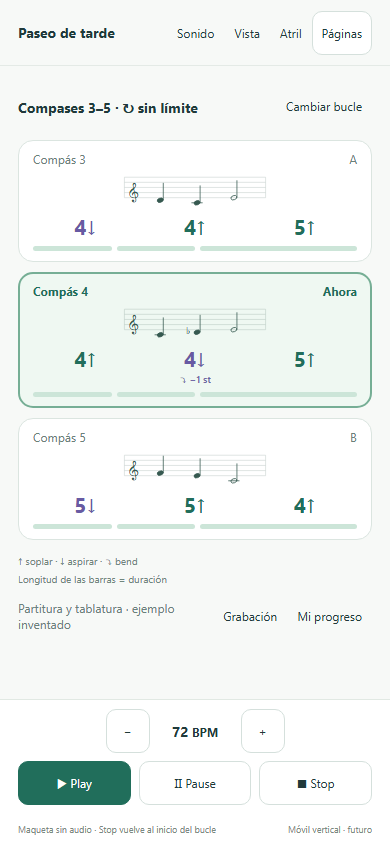 Paseo de tarde
Sonido Vista Atril Páginas
Compases 3–5 · ↻ sin límite
Cambiar bucle
Compás 3 A
4↓ 4↑ 5↑
Compás 4 Ahora
4↑ 4↓ 5↑
⤵ −1 st
Compás 5 B
5↓ 5↑ 4↑
↑ soplar · ↓ aspirar · ⤵ bend
Longitud de las barras = duración
Partitura y tablatura · ejemplo
inventado
Grabación Mi progreso
− 72 BPM +
▶ Play
II Pause
■ Stop
Maqueta sin audio · Stop vuelve al inicio del bucle
Móvil vertical · futuro